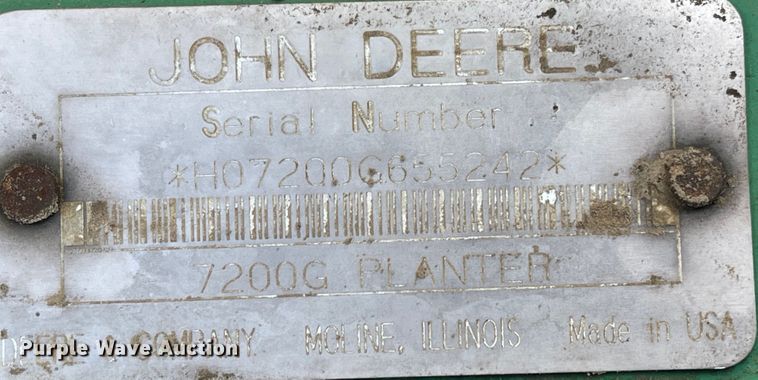 JOHN DEERE
Serial Number
*H07200G655242*
7200G PLANTER
DEERE & COMPANY MOLINE, ILLINOIS Made in USA
Purple Wave Auction